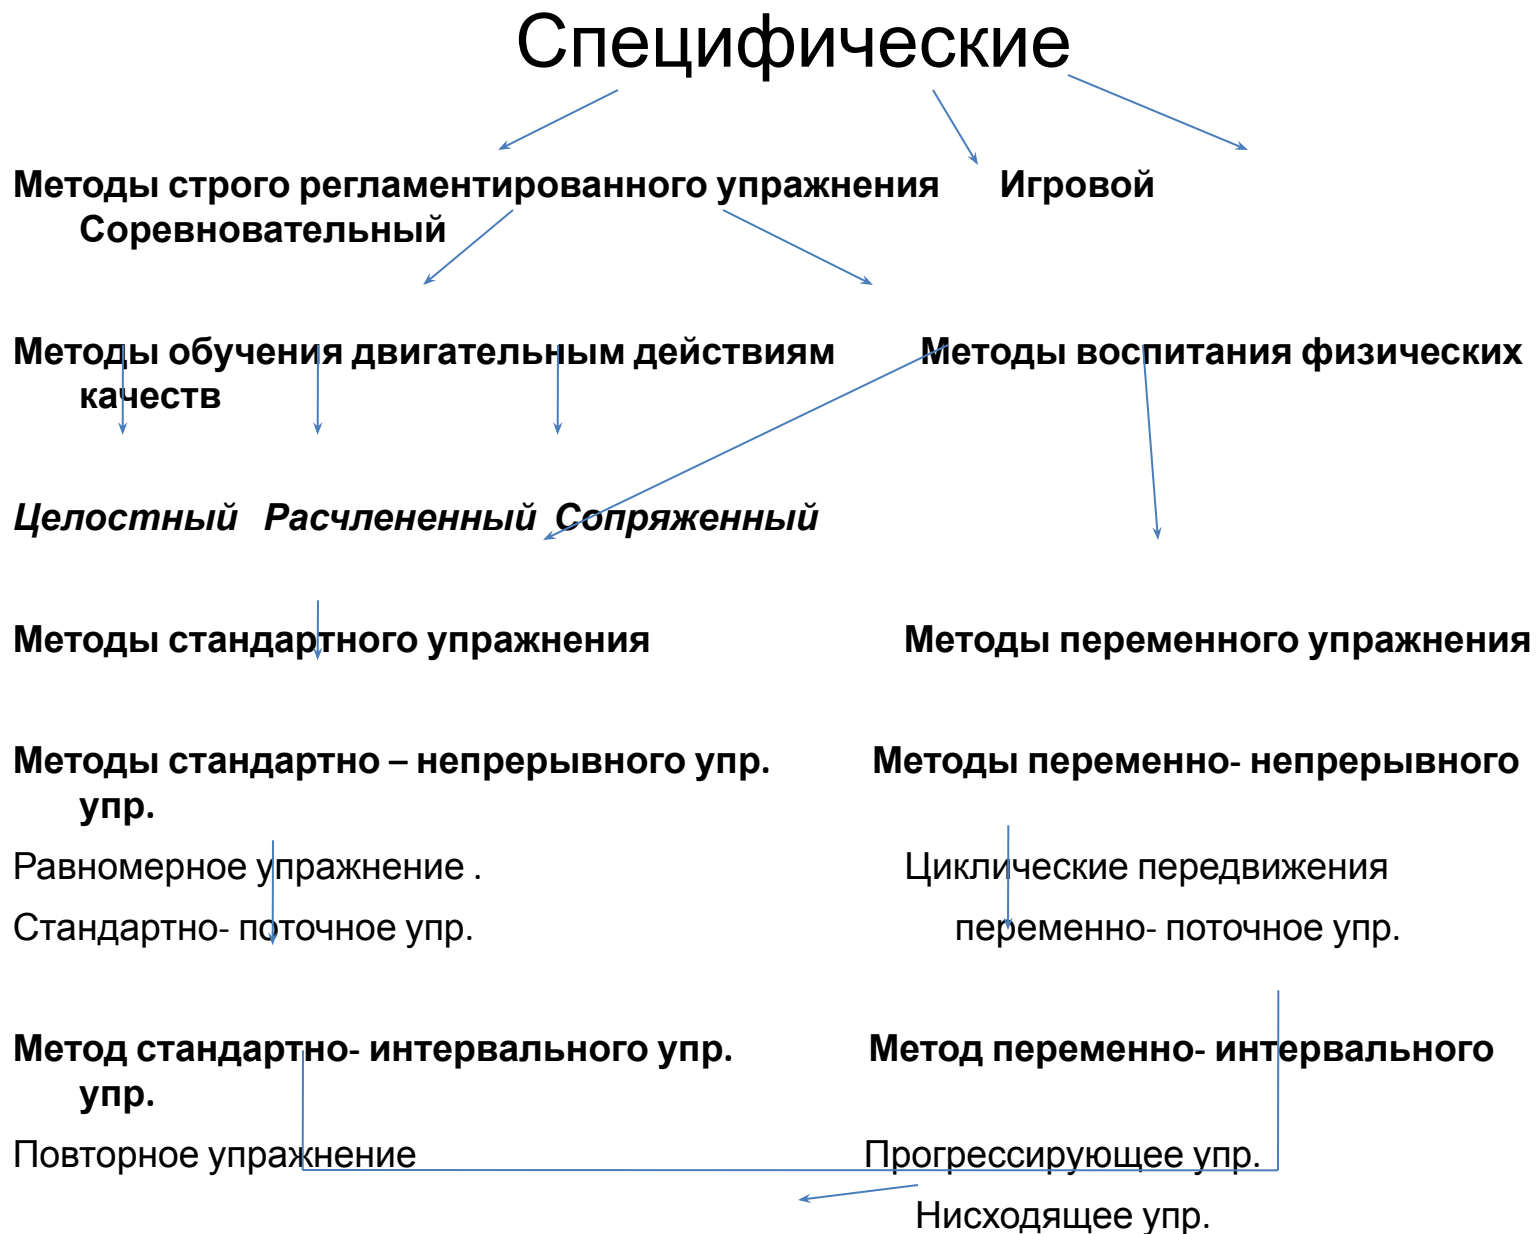 Специфические
Методы строго регламентированного упражнения Игровой
Соревновательный
Методы обучения двигательным действиям Методы воспитания физических
качеств
Целостный Расчлененный Сопряженный
Методы стандартного упражнения Методы переменного упражнения
Методы стандартно – непрерывного упр. Методы переменно- непрерывного
упр.
Равномерное упражнение . Циклические передвижения
Стандартно- поточное упр. переменно- поточное упр.
Метод стандартно- интервального упр. Метод переменно- интервального
упр.
Повторное упражнение Прогрессирующее упр.
Нисходящее упр.